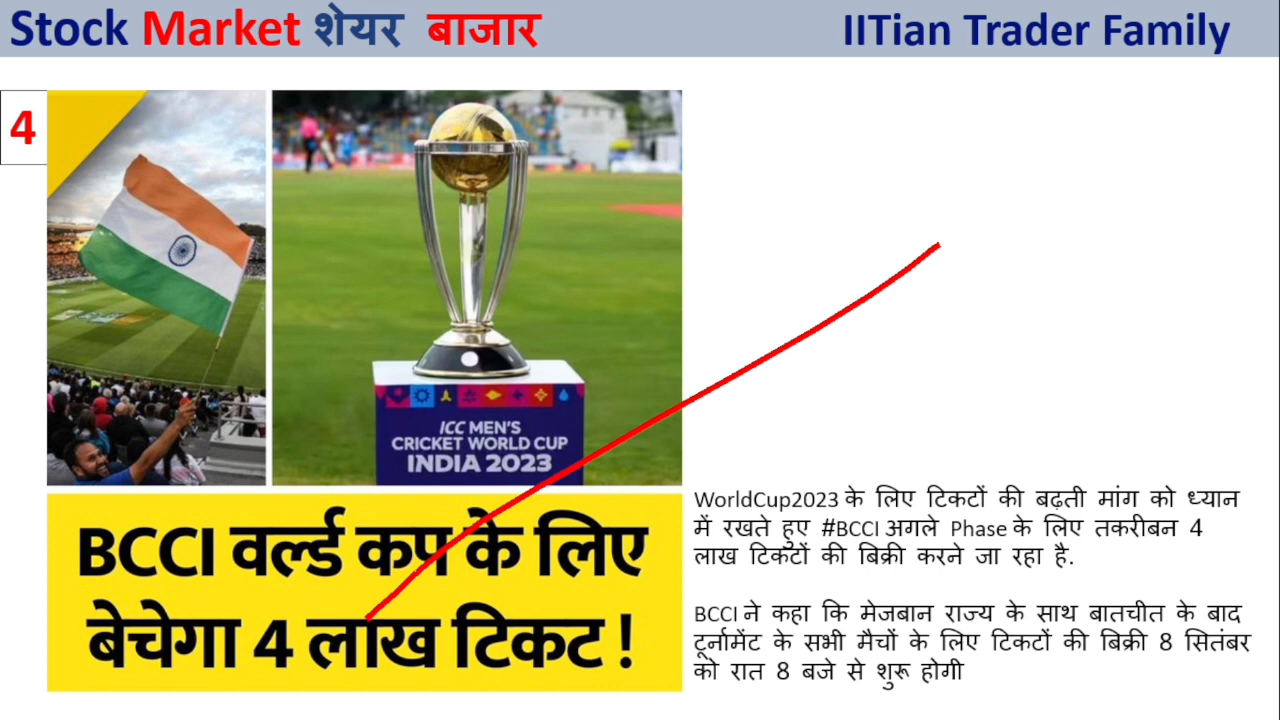 Stock Market शेयर बाजार
IITian Trader Family
4
ICC MEN'S
CRICKET WORLD CUP
INDIA 2023
BCCI वर्ल्ड कप के लिए
बेचेगा 4 लाख टिकट!
WorldCup2023 के लिए टिकटों की बढ़ती मांग को ध्यान
में रखते हुए #BCCI अगले Phase के लिए तकरीबन 4
लाख टिकटों की बिक्री करने जा रहा है.
BCCI ने कहा कि मेजबान राज्य के साथ बातचीत के बाद
टूर्नामेंट के सभी मैचों के लिए टिकटों की बिक्री 8 सितंबर
को रात 8 बजे से शुरू होगी